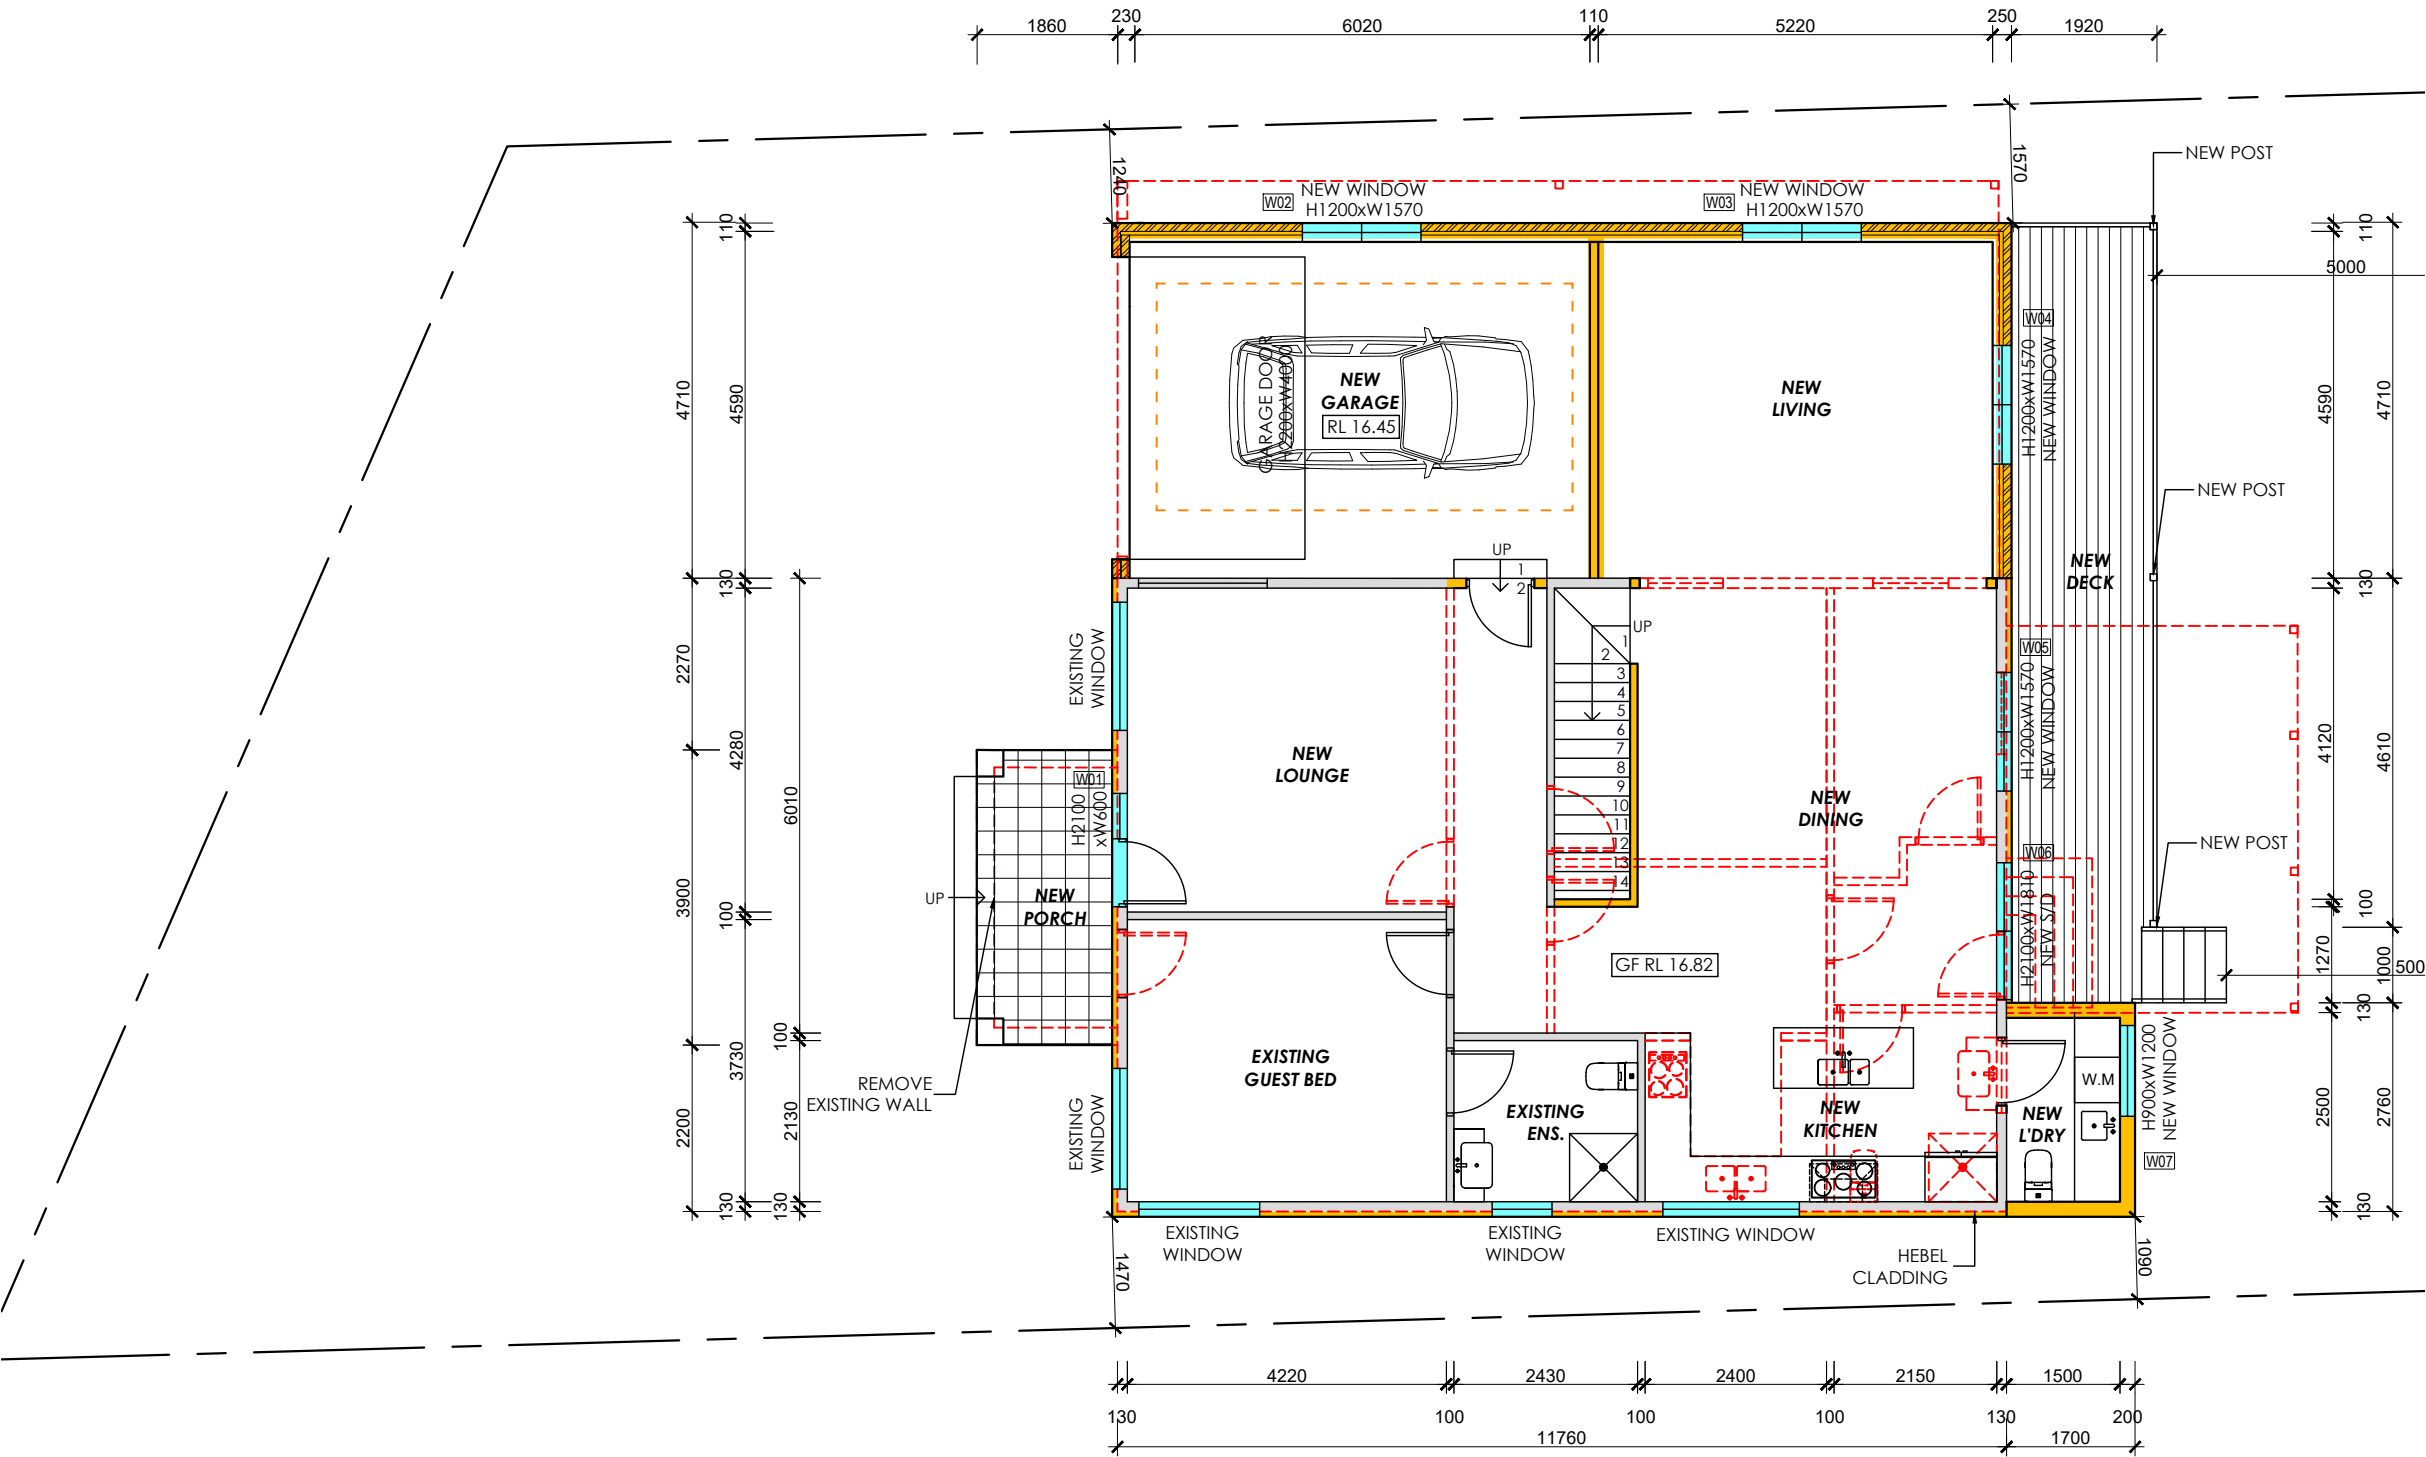 1860
230
6020
110
5220
250
1920
1240
1570
NEW POST
W02
NEW WINDOW
H1200xW1570
W03
NEW WINDOW
H1200xW1570
110
4710
4590
130
2270
4280
6010
3900
100
100
3730
2200
2130
130
130
GARAGE DOOR
H2200xW4000
NEW
GARAGE
RL 16.45
NEW
LIVING
W04
H1200xW1570
NEW WINDOW
5000
110
4590
4710
NEW POST
NEW
DECK
130
UP
1
2
UP
1
2
3
4
5
6
7
8
9
10
11
12
13
14
EXISTING
WINDOW
NEW
LOUNGE
W05
H1200xW1570
NEW WINDOW
4120
4610
W01
H2100
xW600
NEW
DINING
UP
NEW
PORCH
W06
H2100xW1810
NEW S/D
NEW POST
100
1270
1000
500
GF RL 16.82
130
REMOVE
EXISTING WALL
EXISTING
WINDOW
EXISTING
GUEST BED
EXISTING
ENS.
NEW
KITCHEN
NEW
L'DRY
W.M
H900xW1200
NEW WINDOW
W07
2500
2760
130
EXISTING
WINDOW
EXISTING
WINDOW
EXISTING WINDOW
HEBEL
CLADDING
1470
1090
4220
2430
2400
2150
1500
130
100
100
100
130
200
11760
1700